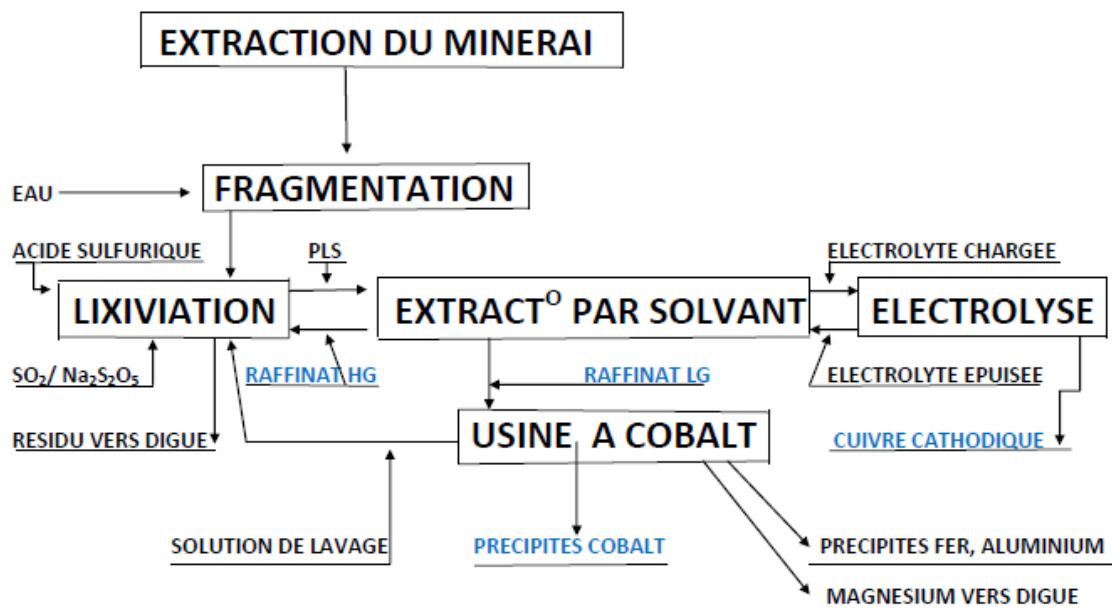 EXTRACTION DU MINERAI
EAU
FRAGMENTATION
ACIDE SULFURIQUE
PLS
ELECTROLYTE CHARGEE
LIXIVIATION
EXTRACT⁰ PAR SOLVANT
ELECTROLYSE
SO₂/ Na₂S₂O₅
RAFFINAT HG
RAFFINAT LG
ELECTROLYTE EPUISEE
RESIDU VERS DIGUE
USINE A COBALT
CUIVRE CATHODIQUE
SOLUTION DE LAVAGE
PRECIPITES COBALT
PRECIPITES FER, ALUMINIUM
MAGNESIUM VERS DIGUE